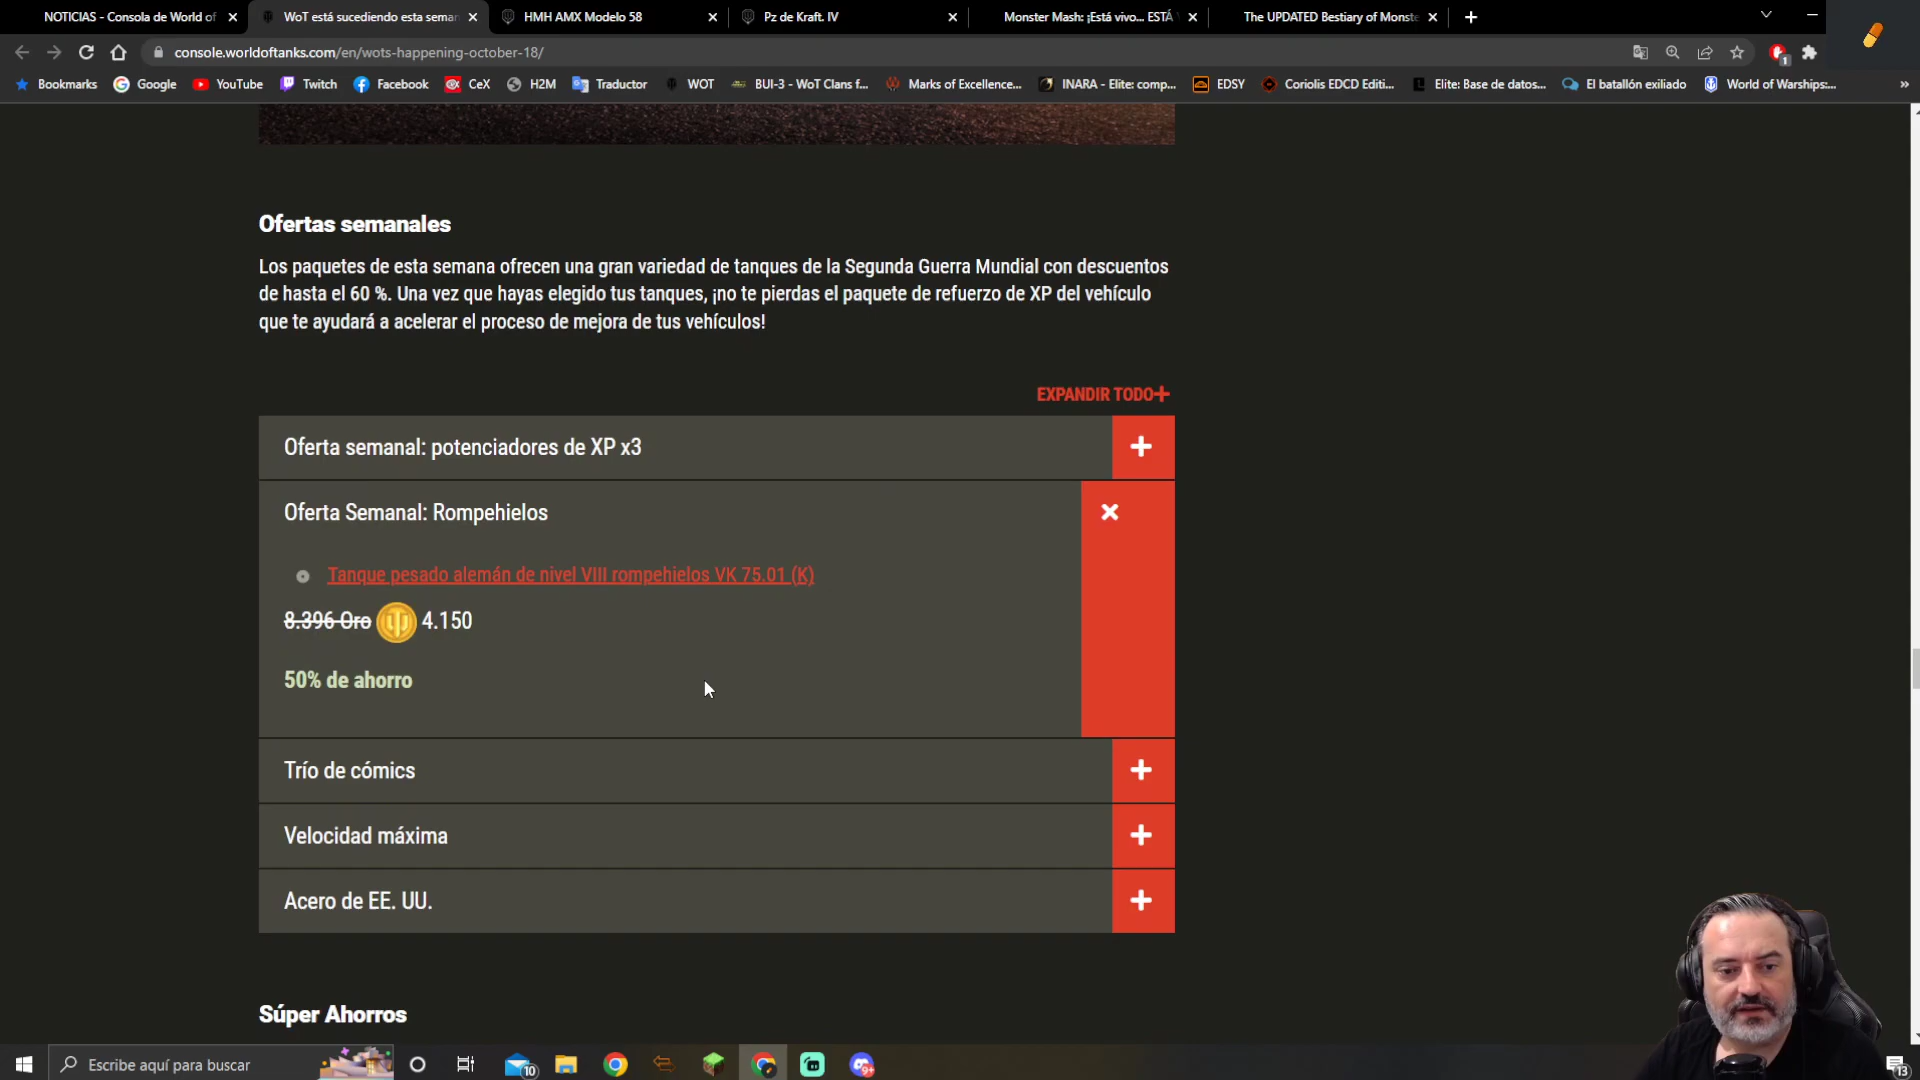 NOTICIAS - Consola de World of
WoT está sucediendo esta seman
HMH AMX Modelo 58
Pz de Kraft. IV
Monster Mash: ¡Está vivo... ESTÁ
The UPDATED Bestiary of Monste
console.worldoftanks.com/en/wots-happening-october-18/
1
Bookmarks
Google
YouTube
Twitch
Facebook
CeX
H2M
Traductor
WOT
BUI-3 - WoT Clans f...
Marks of Excellence...
INARA - Elite: comp...
EDSY
Coriolis EDCD Editi...
Elite: Base de datos...
El batallón exiliado
World of Warships:...
»
Ofertas semanales
Los paquetes de esta semana ofrecen una gran variedad de tanques de la Segunda Guerra Mundial con descuentos
de hasta el 60 %. Una vez que hayas elegido tus tanques, ¡no te pierdas el paquete de refuerzo de XP del vehículo
que te ayudará a acelerar el proceso de mejora de tus vehículos!
EXPANDIR TODO+
Oferta semanal: potenciadores de XP x3
Oferta Semanal: Rompehielos
Tanque pesado alemán de nivel VIII rompehielos VK 75.01 (K)
8.396 Oro 4.150
50% de ahorro
Trío de cómics
Velocidad máxima
Acero de EE. UU.
Súper Ahorros
Escribe aquí para buscar
10
9+
13